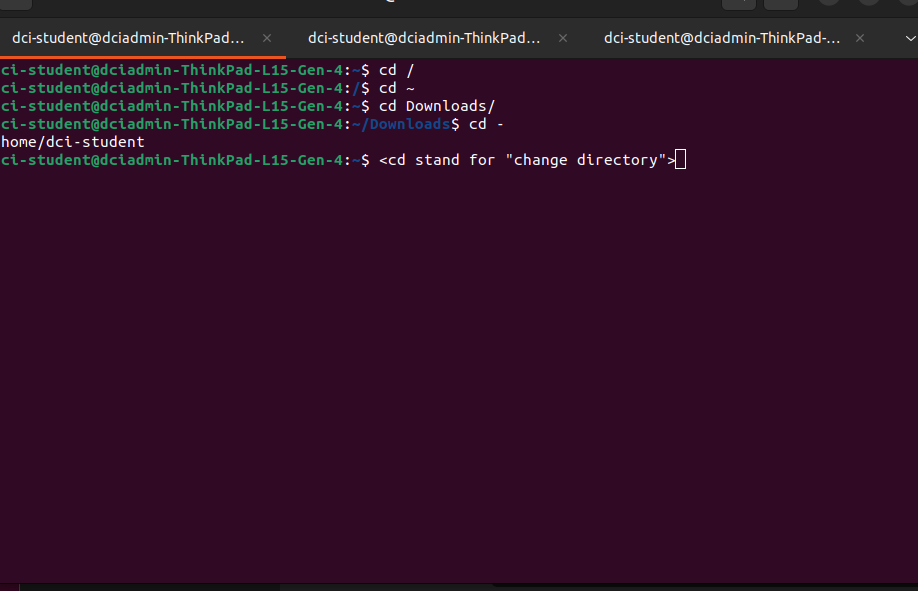 dci-student@dciadmin-ThinkPad... × dci-student@dciadmin-ThinkPad... × dci-student@dciadmin-ThinkPad-... ×
ci-student@dciadmin-ThinkPad-L15-Gen-4:~$ cd /
ci-student@dciadmin-ThinkPad-L15-Gen-4:/$ cd ~
ci-student@dciadmin-ThinkPad-L15-Gen-4:~$ cd Downloads/
ci-student@dciadmin-ThinkPad-L15-Gen-4:~/Downloads$ cd -
home/dci-student
ci-student@dciadmin-ThinkPad-L15-Gen-4:~$ <cd stand for "change directory">